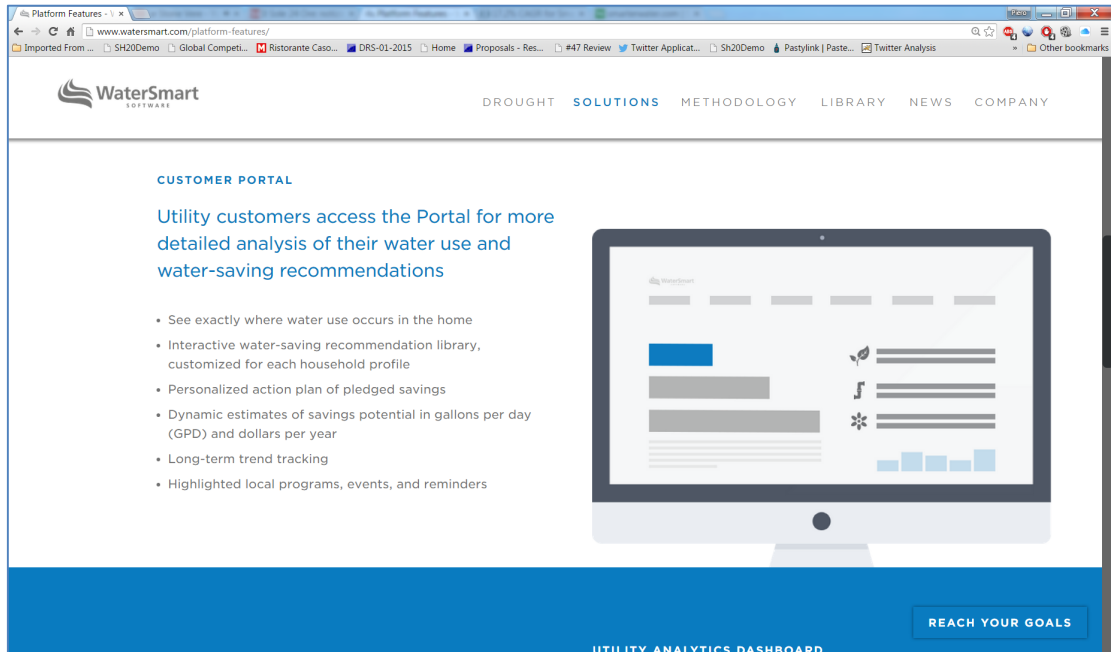 Platform Features - \
www.watersmart.com/platform-features/
Imported From ... SH20Demo Global Competi... Ristorante Caso... DRS-01-2015 Home Proposals - Res... #47 Review Twitter Applicat... SH20Demo Pastylink | Paste... Twitter Analysis » Other bookmarks
WaterSmart
SOFTWARE
DROUGHT SOLUTIONS METHODOLOGY LIBRARY NEWS COMPANY
CUSTOMER PORTAL
Utility customers access the Portal for more
detailed analysis of their water use and
water-saving recommendations
• See exactly where water use occurs in the home
• Interactive water-saving recommendation library,
customized for each household profile
• Personalized action plan of pledged savings
• Dynamic estimates of savings potential in gallons per day
(GPD) and dollars per year
• Long-term trend tracking
• Highlighted local programs, events, and reminders
WaterSmart
REACH YOUR GOALS
UTILITY ANALYTICS DASHBOARD